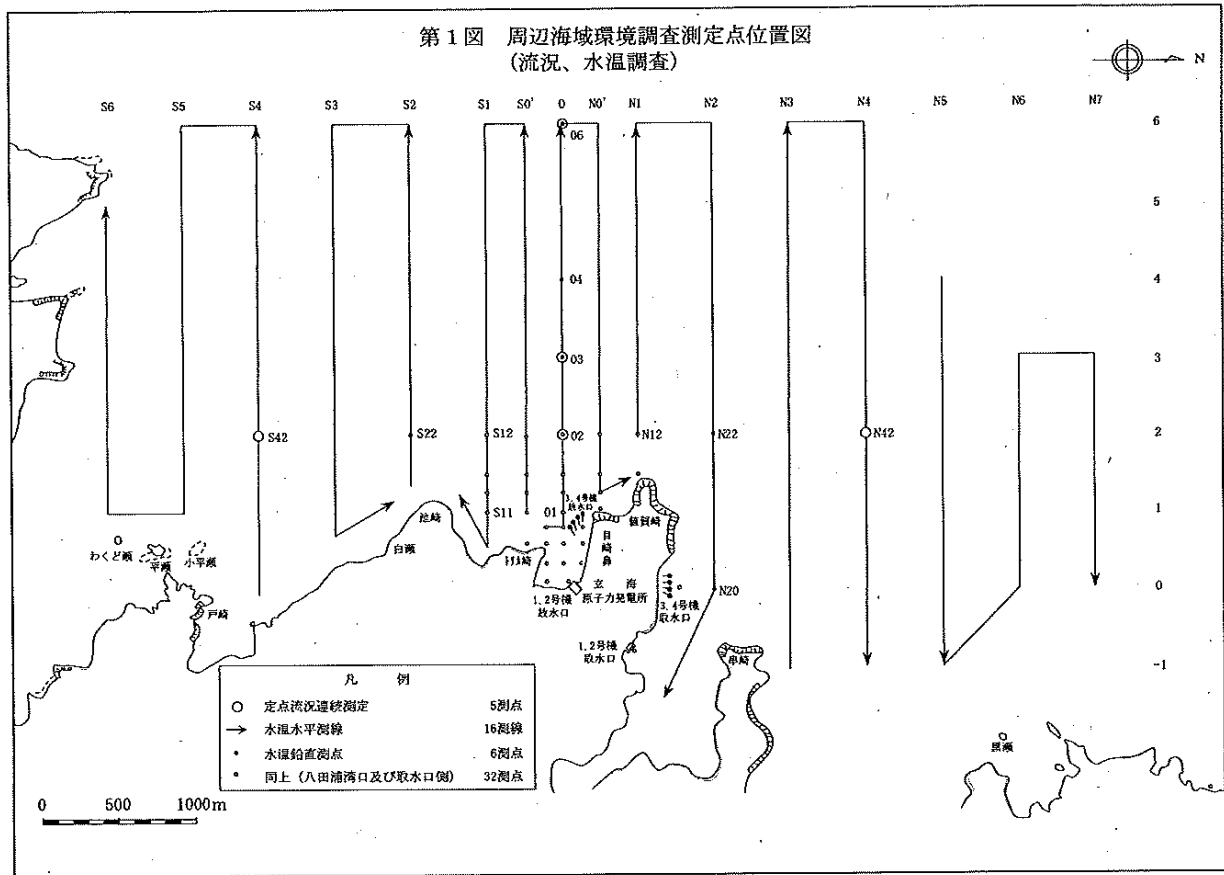 第1図 周辺海域環境調査測定点位置図
(流況、水温調査)
N
S6 S5 S4 S3 S2 S1 S0' 0 N0' N1 N2 N3 N4 N5 N6 N7
6
06
5
04
4
03
3
S42 S22 S12 02 N12 N22 N42
2
S11 01
1
3,4号機
放水口
値賀崎
池崎
白瀬
日崎鼻
わくど瀬
平瀬
小平瀬
戸崎
玄海
原子力発電所
1,2号機
放水口
3,4号機
取水口
N20
0
1,2号機
取水口
串崎
-1
黒瀬
凡 例
定点流況連続測定 5測点
水温水平測線 16測線
水温鉛直測点 6測点
同上(八田浦湾口及び取水口側) 32測点
0 500 1000m